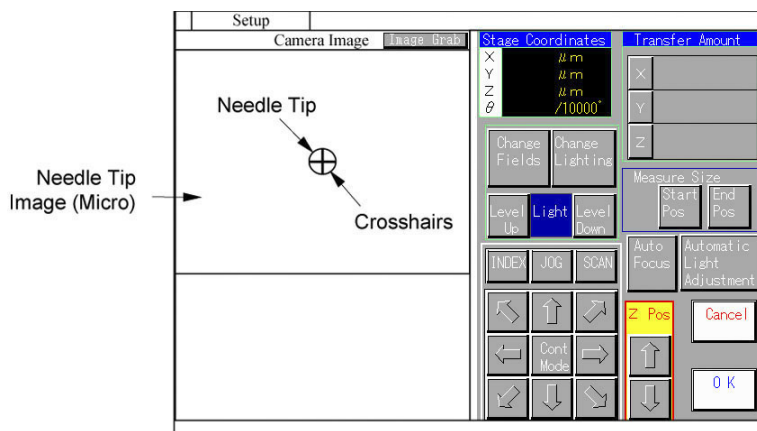 Setup
Camera Image
Image Grab
Needle Tip
Needle Tip
Image (Micro)
Crosshairs
Stage Coordinates
X μm
Y μm
Z μm
θ /10000°
Transfer Amount
X
Y
Z
Change
Fields
Change
Lighting
Measure Size
Start
Pos
End
Pos
Level
Up
Light
Level
Down
Auto
Focus
Automatic
Light
Adjustment
INDEX
JOG
SCAN
Cont
Mode
Z Pos
Cancel
OK